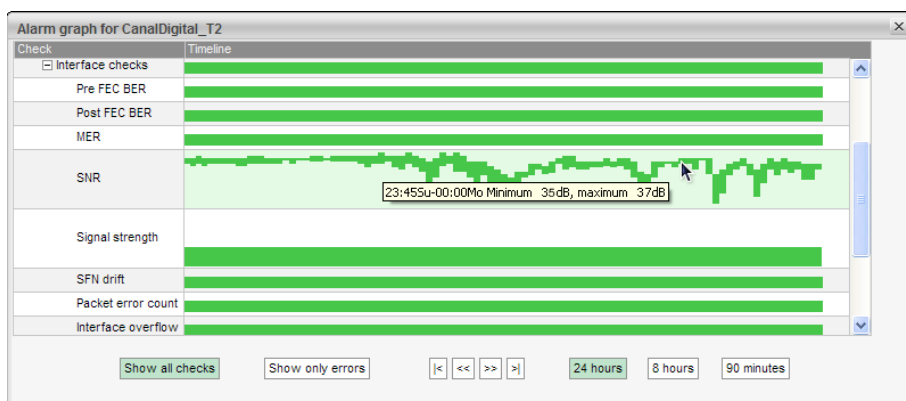 Alarm graph for CanalDigital_T2
Check Timeline
Interface checks
Pre FEC BER
Post FEC BER
MER
SNR
23:45Su-00:00Mo Minimum 35dB, maximum 37dB
Signal strength
SFN drift
Packet error count
Interface overflow
Show all checks Show only errors |< << >> >| 24 hours 8 hours 90 minutes